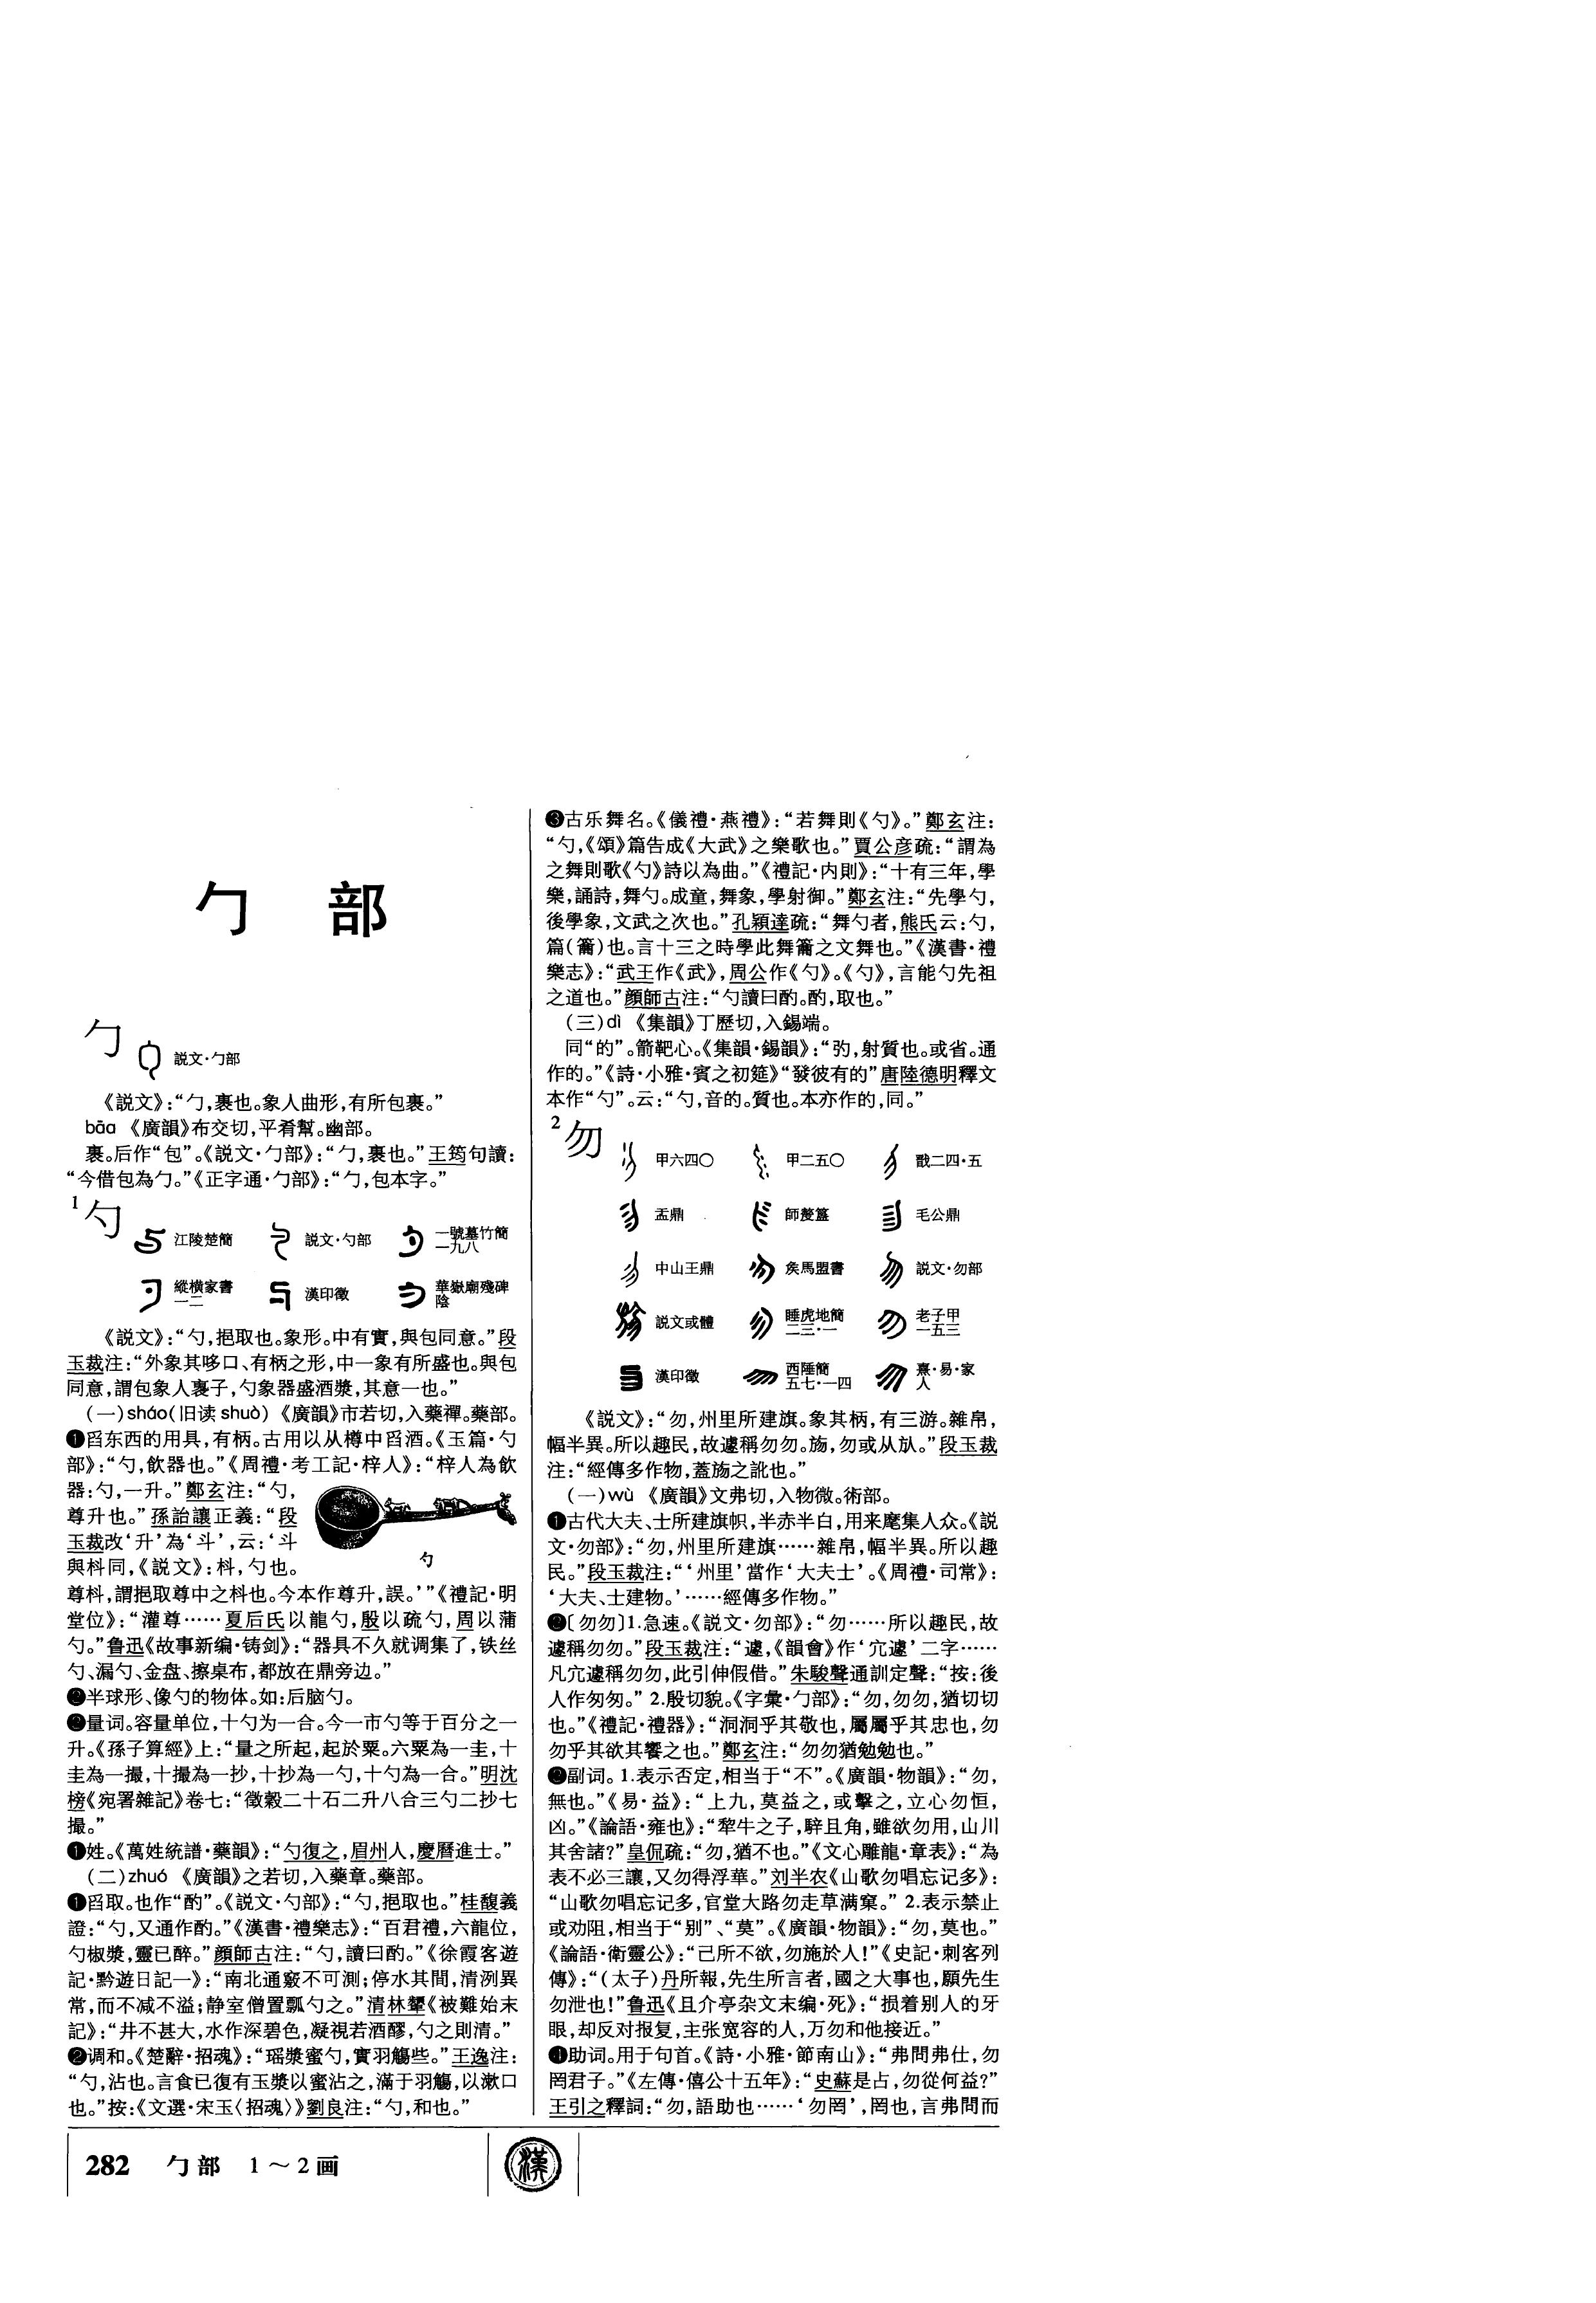 勹　部
勹
説文·勹部
《説文》：“勹，裹也。象人曲形，有所包裹。”
bāo 《廣韻》布交切，平肴幫。幽部。
裹。后作“包”。《説文·勹部》：“勹，裹也。”王筠句讀：
“今借包為勹。”《正字通·勹部》：“勹，包本字。”
1 勺
江陵楚簡　説文·勺部　一號墓竹簡一九八
縱横家書一二　漢印徵　華嶽廟殘碑陰
《説文》：“勺，挹取也。象形。中有實，與包同意。”段
玉裁注：“外象其哆口、有柄之形，中一象有所盛也。與包
同意，謂包象人裹子，勺象器盛酒漿，其意一也。”
（一）sháo（旧读 shuò）《廣韻》市若切，入藥禪。藥部。
❶舀东西的用具，有柄。古用以从樽中舀酒。《玉篇·勺
部》：“勺，飲器也。”《周禮·考工記·梓人》：“梓人為飲
器：勺，一升。”鄭玄注：“勺，
尊升也。”孫詒讓正義：“段
玉裁改‘升’為‘斗’，云：‘斗
與枓同，《説文》：枓，勺也。
勺
尊枓，謂挹取尊中之枓也。今本作尊升，誤。’”《禮記·明
堂位》：“灌尊……夏后氏以龍勺，殷以疏勺，周以蒲
勺。”鲁迅《故事新编·铸剑》：“器具不久就调集了，铁丝
勺、漏勺、金盘、擦桌布，都放在鼎旁边。”
❷半球形、像勺的物体。如：后脑勺。
❸量词。容量单位，十勺为一合。今一市勺等于百分之一
升。《孫子算經》上：“量之所起，起於粟。六粟為一圭，十
圭為一撮，十撮為一抄，十抄為一勺，十勺為一合。”明沈
榜《宛署雜記》卷七：“徵穀二十石二升八合三勺二抄七
撮。”
❹姓。《萬姓統譜·藥韻》：“勺復之，眉州人，慶曆進士。”
（二）zhuó 《廣韻》之若切，入藥章。藥部。
❶舀取。也作“酌”。《説文·勺部》：“勺，挹取也。”桂馥義
證：“勺，又通作酌。”《漢書·禮樂志》：“百君禮，六龍位，
勺椒漿，靈已醉。”顔師古注：“勺，讀曰酌。”《徐霞客遊
記·黔遊日記一》：“南北通竅不可測；停水其間，清冽異
常，而不减不溢；静室僧置瓢勺之。”清林犖《被難始末
記》：“井不甚大，水作深碧色，凝視若酒醪，勺之則清。”
❷调和。《楚辭·招魂》：“瑶漿蜜勺，實羽觴些。”王逸注：
“勺，沾也。言食已復有玉漿以蜜沾之，滿于羽觴，以漱口
也。”按：《文選·宋玉〈招魂〉》劉良注：“勺，和也。”
❸古乐舞名。《儀禮·燕禮》：“若舞則《勺》。”鄭玄注：
“勺，《頌》篇告成《大武》之樂歌也。”賈公彦疏：“謂為
之舞則歌《勺》詩以為曲。”《禮記·内則》：“十有三年，學
樂，誦詩，舞勺。成童，舞象，學射御。”鄭玄注：“先學勺，
後學象，文武之次也。”孔穎達疏：“舞勺者，熊氏云：勺，
篇（籥）也。言十三之時學此舞籥之文舞也。”《漢書·禮
樂志》：“武王作《武》，周公作《勺》。《勺》，言能勺先祖
之道也。”顔師古注：“勺讀曰酌。酌，取也。”
（三）dì 《集韻》丁歷切，入錫端。
同“的”。箭靶心。《集韻·錫韻》：“㢩，射質也。或省。通
作的。”《詩·小雅·賓之初筵》“發彼有的”唐陸德明釋文
本作“勺”。云：“勺，音的。質也。本亦作的，同。”
2 勿
甲六四〇　甲二五〇　戬二四·五
盂鼎　師𠭰簋　毛公鼎
中山王鼎　矦馬盟書　説文·勿部
説文或體　睡虎地簡二三·一　老子甲一五三
漢印徵　西陲簡五七·一四　熹·易·家人
《説文》：“勿，州里所建旗。象其柄，有三游。雜帛，
幅半異。所以趣民，故遽稱勿勿。㫚，勿或从㫃。”段玉裁
注：“經傳多作物，蓋㫚之訛也。”
（一）wù 《廣韻》文弗切，入物微。術部。
❶古代大夫、士所建旗帜，半赤半白，用来麾集人众。《説
文·勿部》：“勿，州里所建旗……雜帛，幅半異。所以趣
民。”段玉裁注：“‘州里’當作‘大夫士’。《周禮·司常》：
‘大夫、士建物。’……經傳多作物。”
❷〔勿勿〕1.急速。《説文·勿部》：“勿……所以趣民，故
遽稱勿勿。”段玉裁注：“遽，《韻會》作‘宂遽’二字……
凡宂遽稱勿勿，此引伸假借。”朱駿聲通訓定聲：“按：後
人作匆匆。”2.殷切貌。《字彙·勹部》：“勿，勿勿，猶切切
也。”《禮記·禮器》：“洞洞乎其敬也，屬屬乎其忠也，勿
勿乎其欲其饗之也。”鄭玄注：“勿勿猶勉勉也。”
❸副词。1.表示否定，相当于“不”。《廣韻·物韻》：“勿，
無也。”《易·益》：“上九，莫益之，或擊之，立心勿恒，
凶。”《論語·雍也》：“犂牛之子，騂且角，雖欲勿用，山川
其舍諸？”皇侃疏：“勿，猶不也。”《文心雕龍·章表》：“為
表不必三讓，又勿得浮華。”刘半农《山歌勿唱忘记多》：
“山歌勿唱忘记多，官堂大路勿走草满窠。”2.表示禁止
或劝阻，相当于“别”、“莫”。《廣韻·物韻》：“勿，莫也。”
《論語·衛靈公》：“己所不欲，勿施於人！”《史記·刺客列
傳》：“（太子）丹所報，先生所言者，國之大事也，願先生
勿泄也！”鲁迅《且介亭杂文末编·死》：“损着别人的牙
眼，却反对报复，主张宽容的人，万勿和他接近。”
❹助词。用于句首。《詩·小雅·節南山》：“弗問弗仕，勿
罔君子。”《左傳·僖公十五年》：“史蘇是占，勿從何益？”
王引之釋詞：“勿，語助也……‘勿罔’，罔也，言弗問而
282　勹部　1～2画
漢